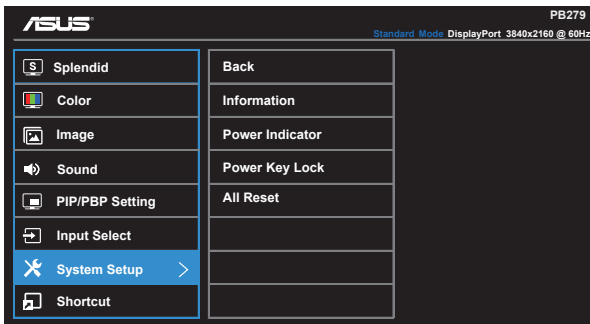 ASUS
PB279
Standard Mode DisplayPort 3840x2160 @ 60Hz
S Splendid
Color
Image
Sound
PIP/PBP Setting
Input Select
System Setup
Shortcut
Back
Information
Power Indicator
Power Key Lock
All Reset